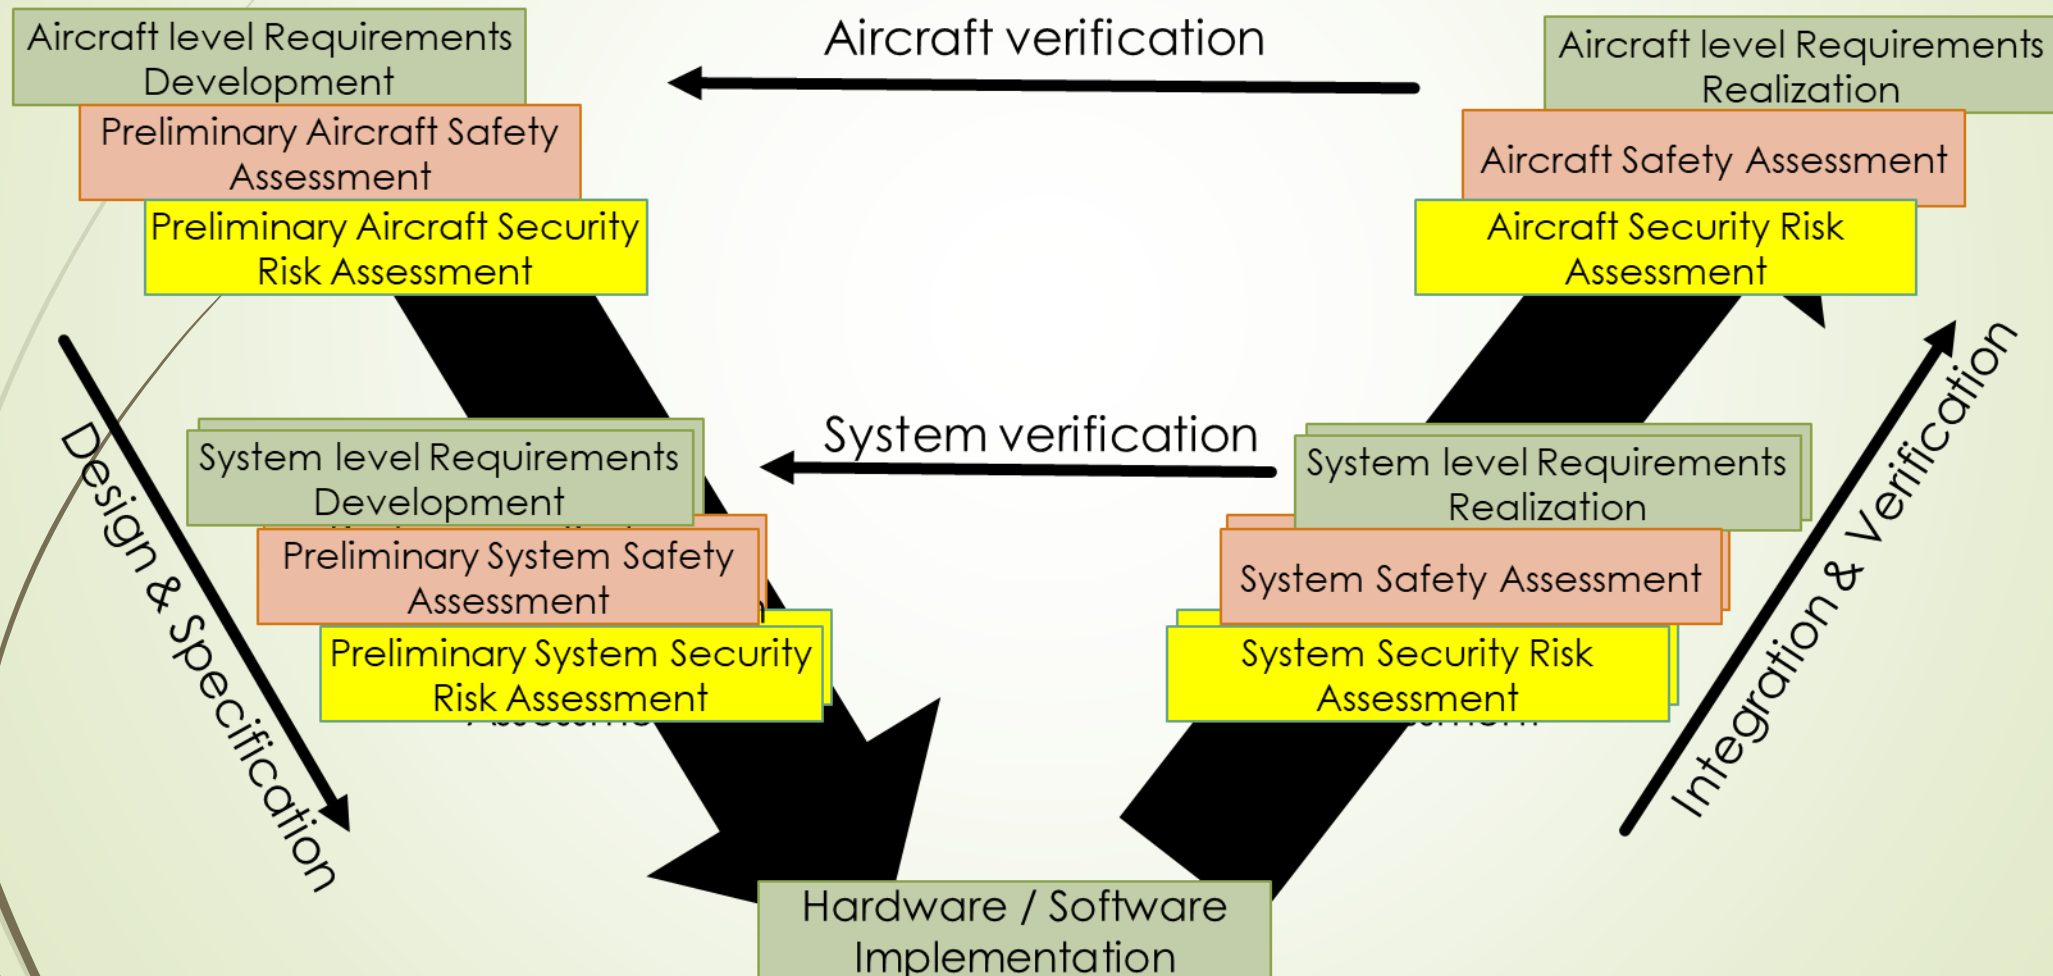 Aircraft level Requirements
Development
Preliminary Aircraft Safety
Assessment
Preliminary Aircraft Security
Risk Assessment
Aircraft verification
Aircraft level Requirements
Realization
Aircraft Safety Assessment
Aircraft Security Risk
Assessment
Design & Specification
System level Requirements
Development
Preliminary System Safety
Assessment
Preliminary System Security
Risk Assessment
System verification
System level Requirements
Realization
System Safety Assessment
System Security Risk
Assessment
Integration & Verification
Hardware / Software
Implementation